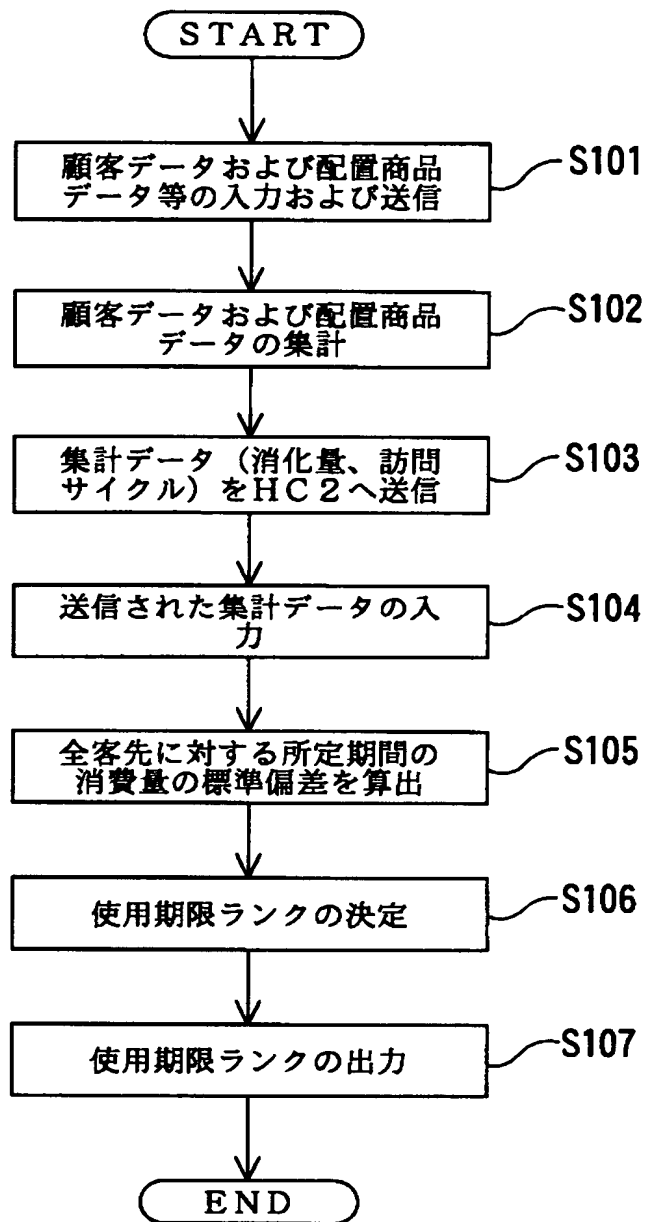 START
顧客データおよび配置商品
データ等の入力および送信
S101
顧客データおよび配置商品
データの集計
S102
集計データ（消化量、訪問
サイクル）をHC2へ送信
S103
送信された集計データの入
力
S104
全客先に対する所定期間の
消費量の標準偏差を算出
S105
使用期限ランクの決定
S106
使用期限ランクの出力
S107
END